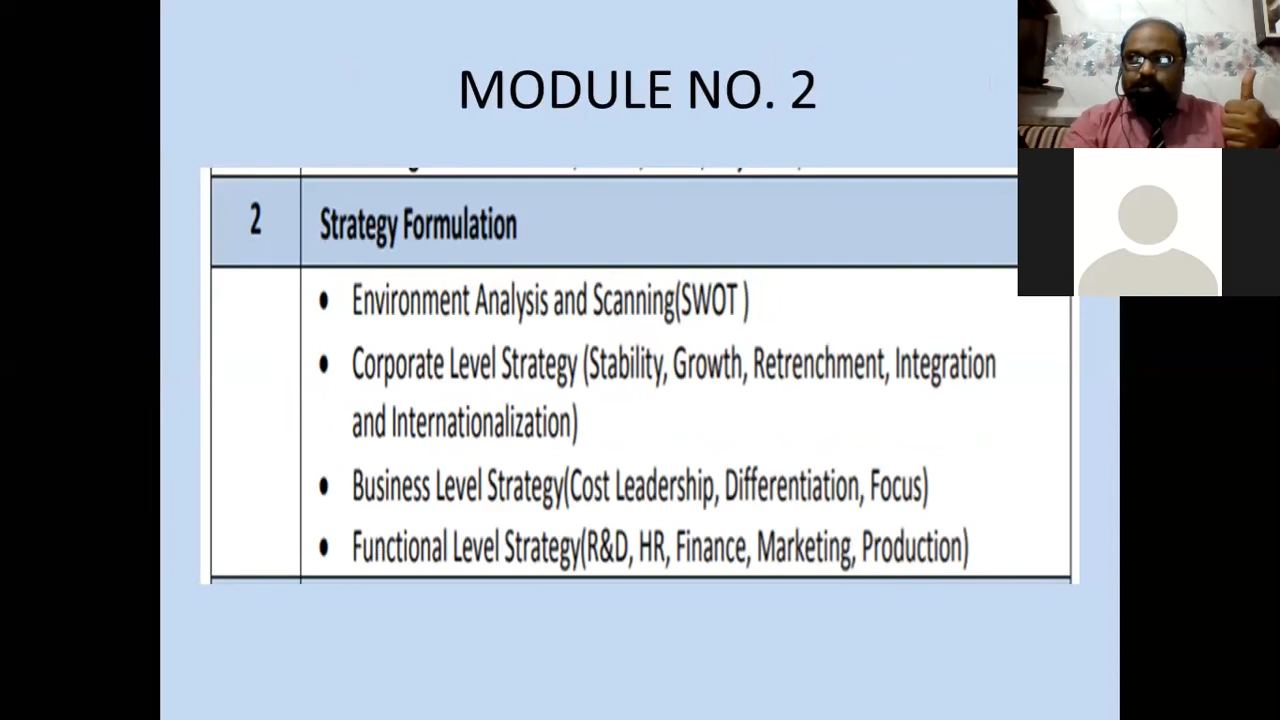 MODULE NO. 2
2 Strategy Formulation
• Environment Analysis and Scanning(SWOT )
• Corporate Level Strategy (Stability, Growth, Retrenchment, Integration
and Internationalization)
• Business Level Strategy(Cost Leadership, Differentiation, Focus)
• Functional Level Strategy(R&D, HR, Finance, Marketing, Production)